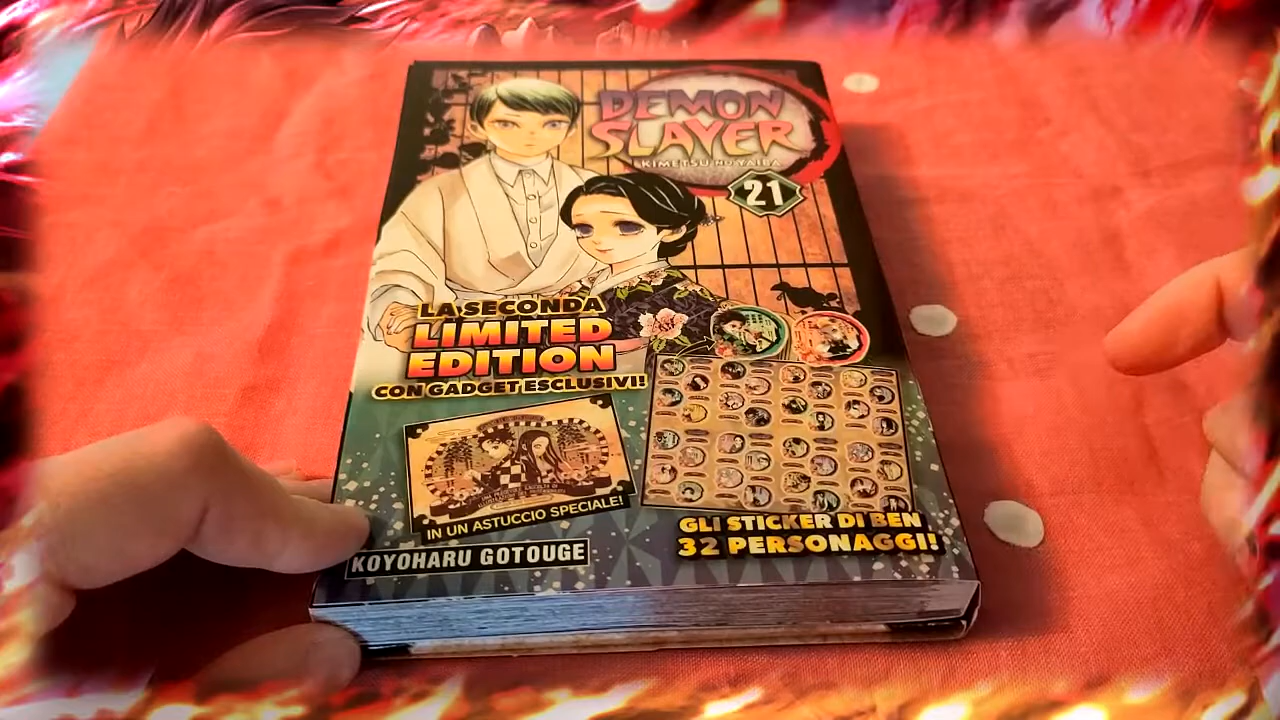 DEMON
SLAYER
KIMETSU NO YAIBA
21
LA SECONDA
LIMITED
EDITION
CON GADGET ESCLUSIVI!
IN UN ASTUCCIO SPECIALE!
GLI STICKER DI BEN
32 PERSONAGGI!
KOYOHARU GOTOUGE